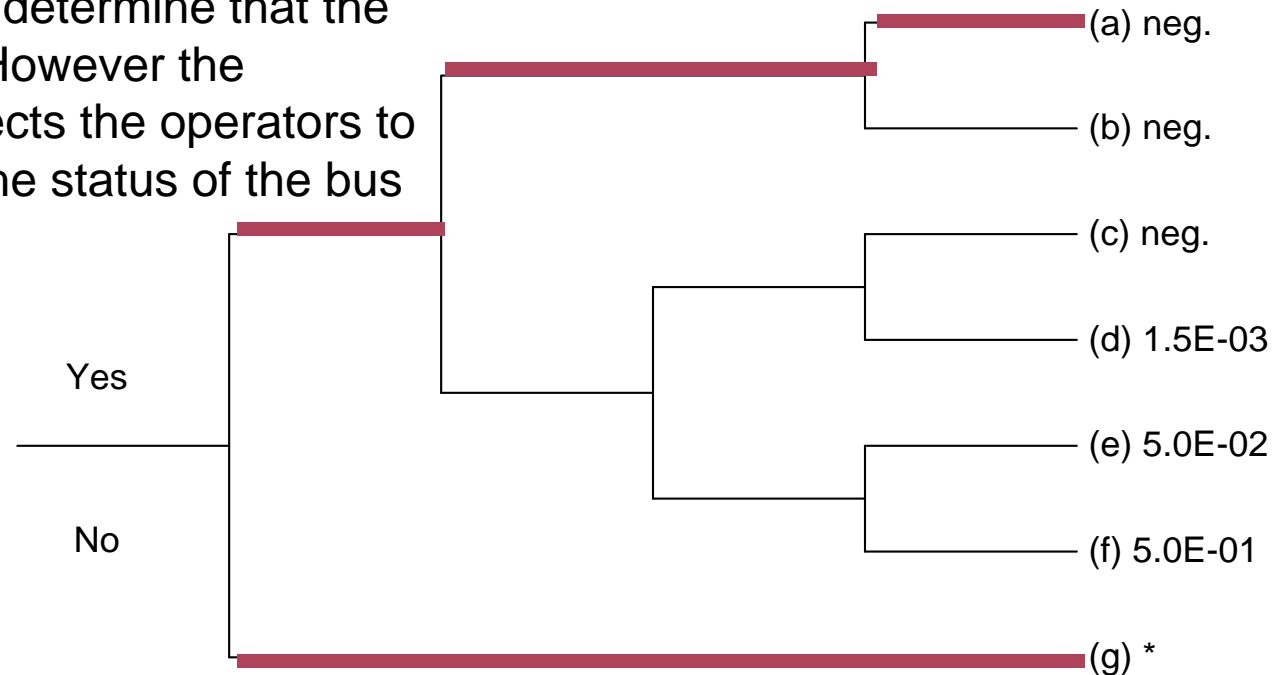 determine that the
However the
ects the operators to
he status of the bus
(a) neg.
(b) neg.
(c) neg.
(d) 1.5E-03
Yes
(e) 5.0E-02
No
(f) 5.0E-01
(g) *